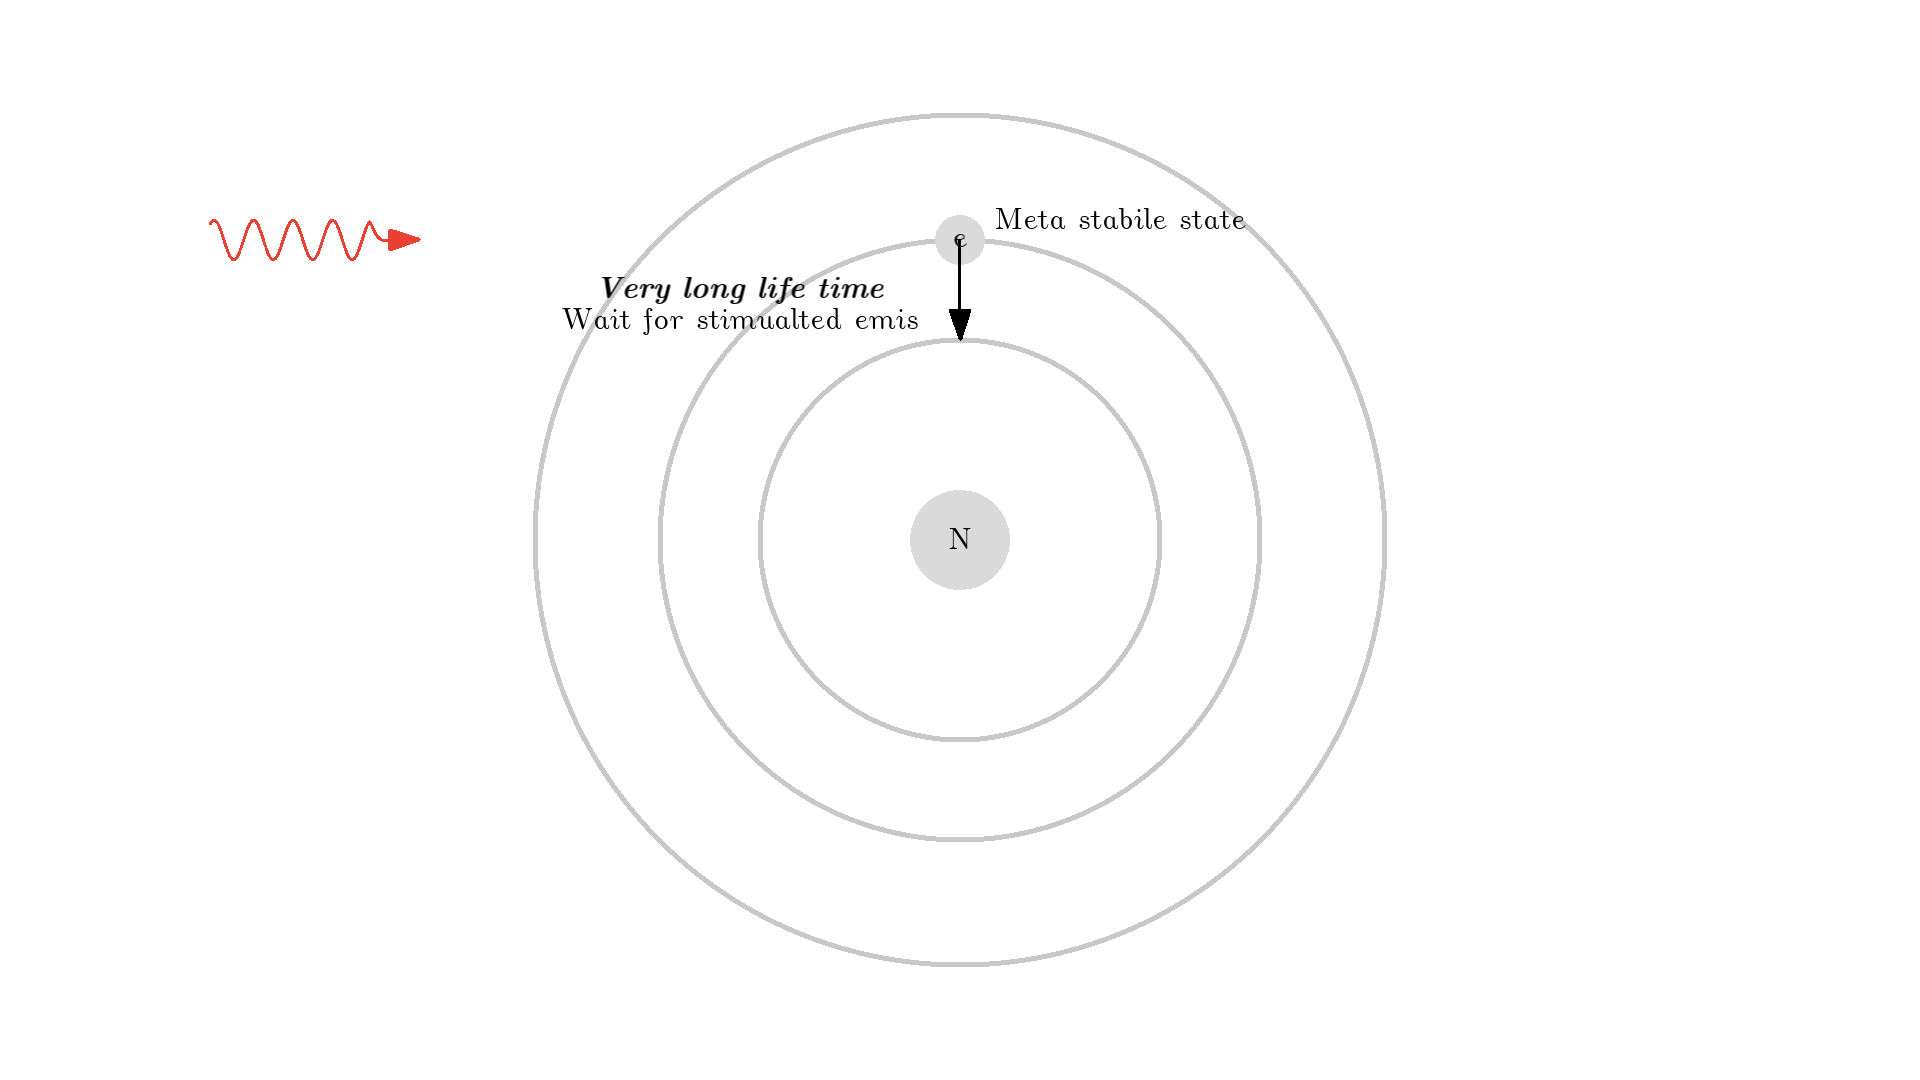 Meta stabile state
e
Very long life time
Wait for stimualted emis
N